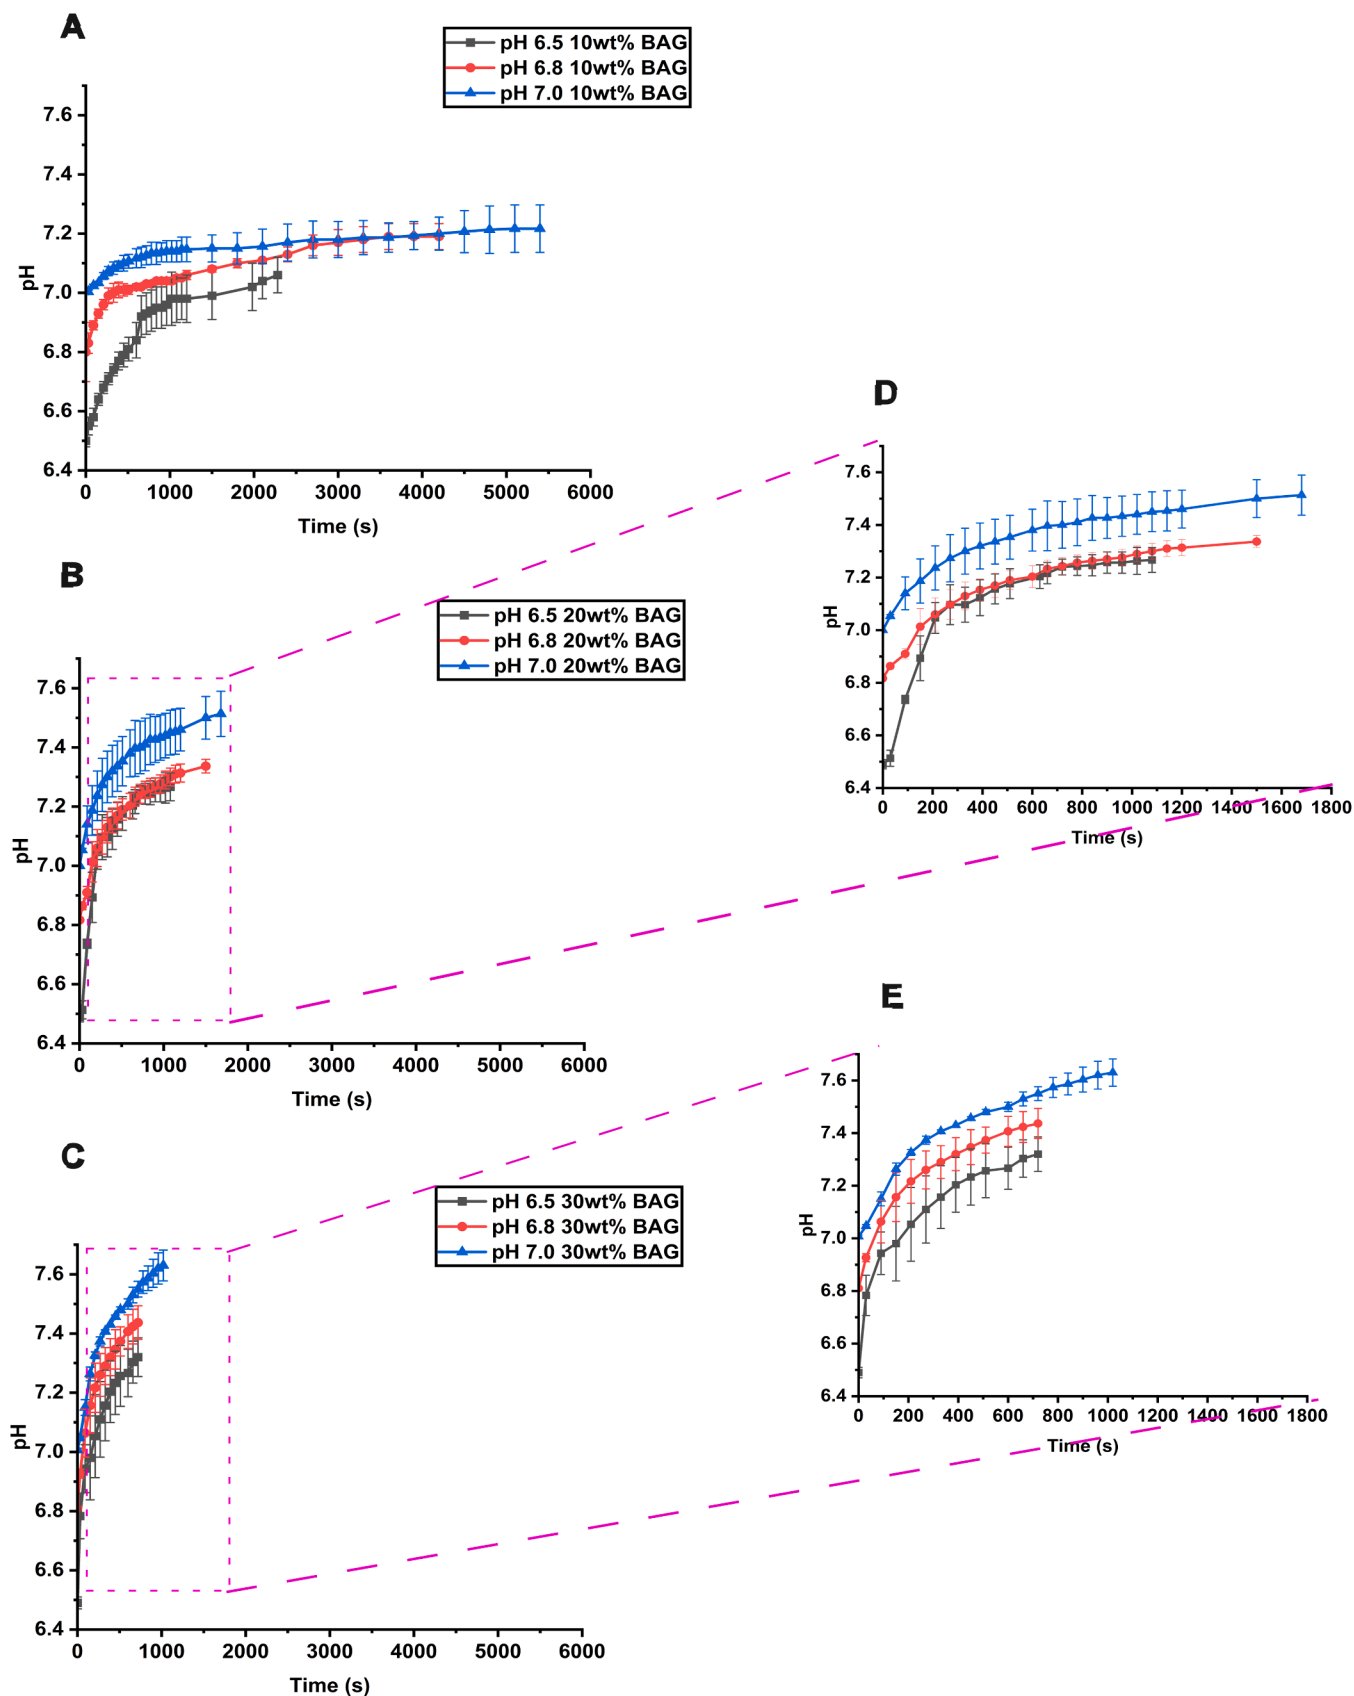 A
pH 6.5 10wt% BAG
pH 6.8 10wt% BAG
pH 7.0 10wt% BAG
7.6
7.4
7.2
7.0
6.8
6.6
6.4
pH
0 1000 2000 3000 4000 5000 6000
Time (s)
B
pH 6.5 20wt% BAG
pH 6.8 20wt% BAG
pH 7.0 20wt% BAG
7.6
7.4
7.2
7.0
6.8
6.6
6.4
pH
0 1000 2000 3000 4000 5000 6000
Time (s)
C
pH 6.5 30wt% BAG
pH 6.8 30wt% BAG
pH 7.0 30wt% BAG
7.6
7.4
7.2
7.0
6.8
6.6
6.4
pH
0 1000 2000 3000 4000 5000 6000
Time (s)
D
7.6
7.4
7.2
7.0
6.8
6.6
6.4
pH
0 200 400 600 800 1000 1200 1400 1600 1800
Time (s)
E
7.6
7.4
7.2
7.0
6.8
6.6
6.4
pH
0 200 400 600 800 1000 1200 1400 1600 1800
Time (s)